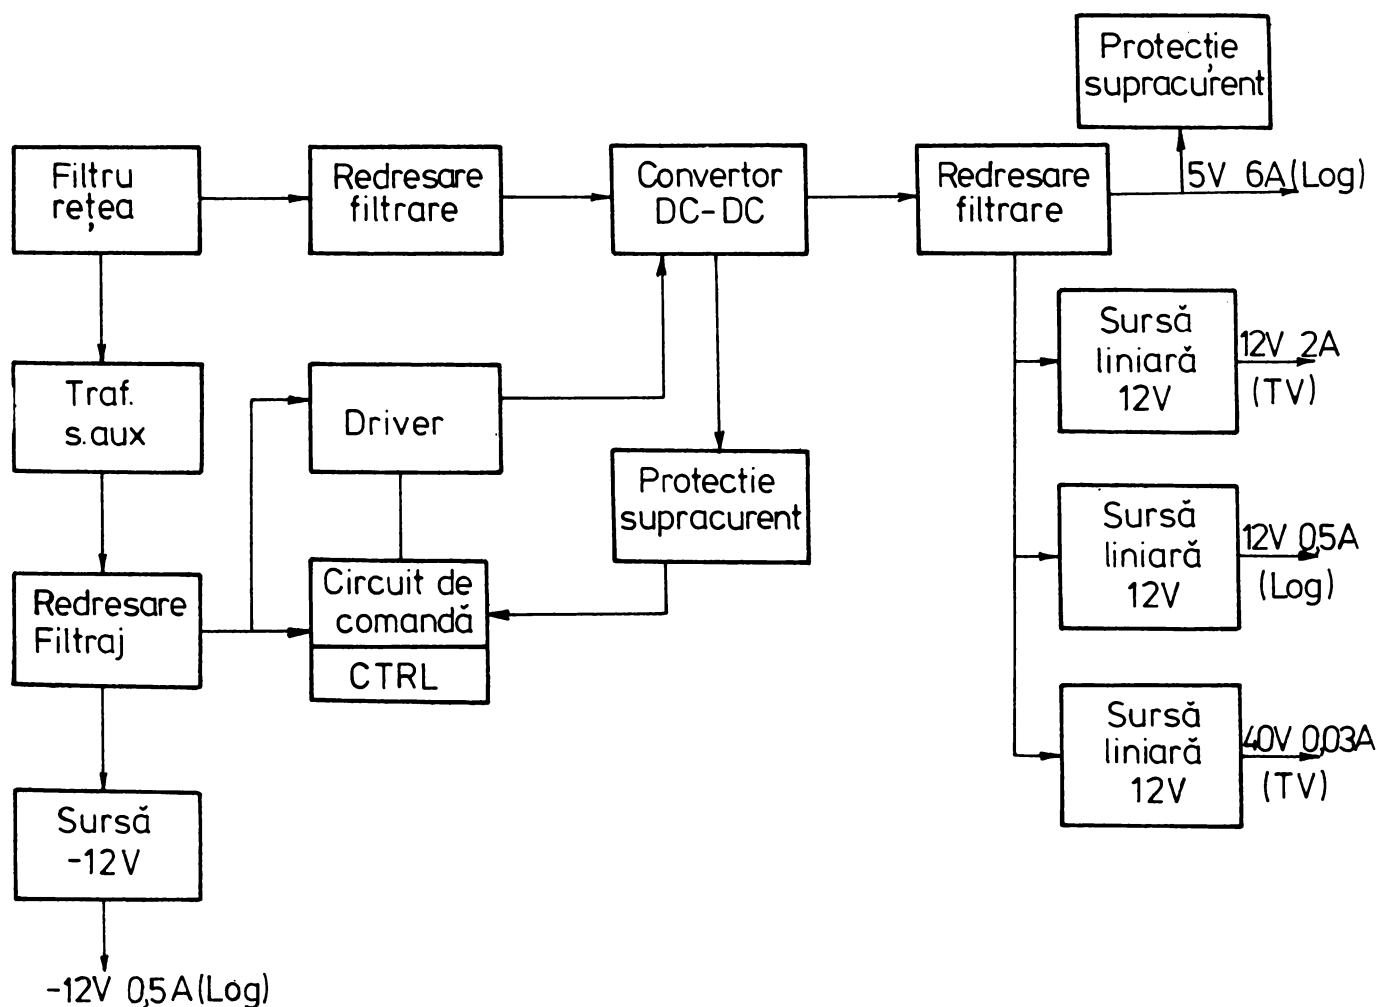 Protecție
supracurent
Filtru
rețea
Redresare
filtrare
Convertor
DC-DC
Redresare
filtrare
5V 6A(Log)
Traf.
s.aux
Driver
Protectie
supracurent
Sursă
liniară
12V
12V 2A
(TV)
Redresare
Filtraj
Circuit de
comandă
CTRL
Sursă
liniară
12V
12V 0,5A
(Log)
Sursă
liniară
12V
40V 0,03A
(TV)
Sursă
-12V
-12V 0,5A(Log)